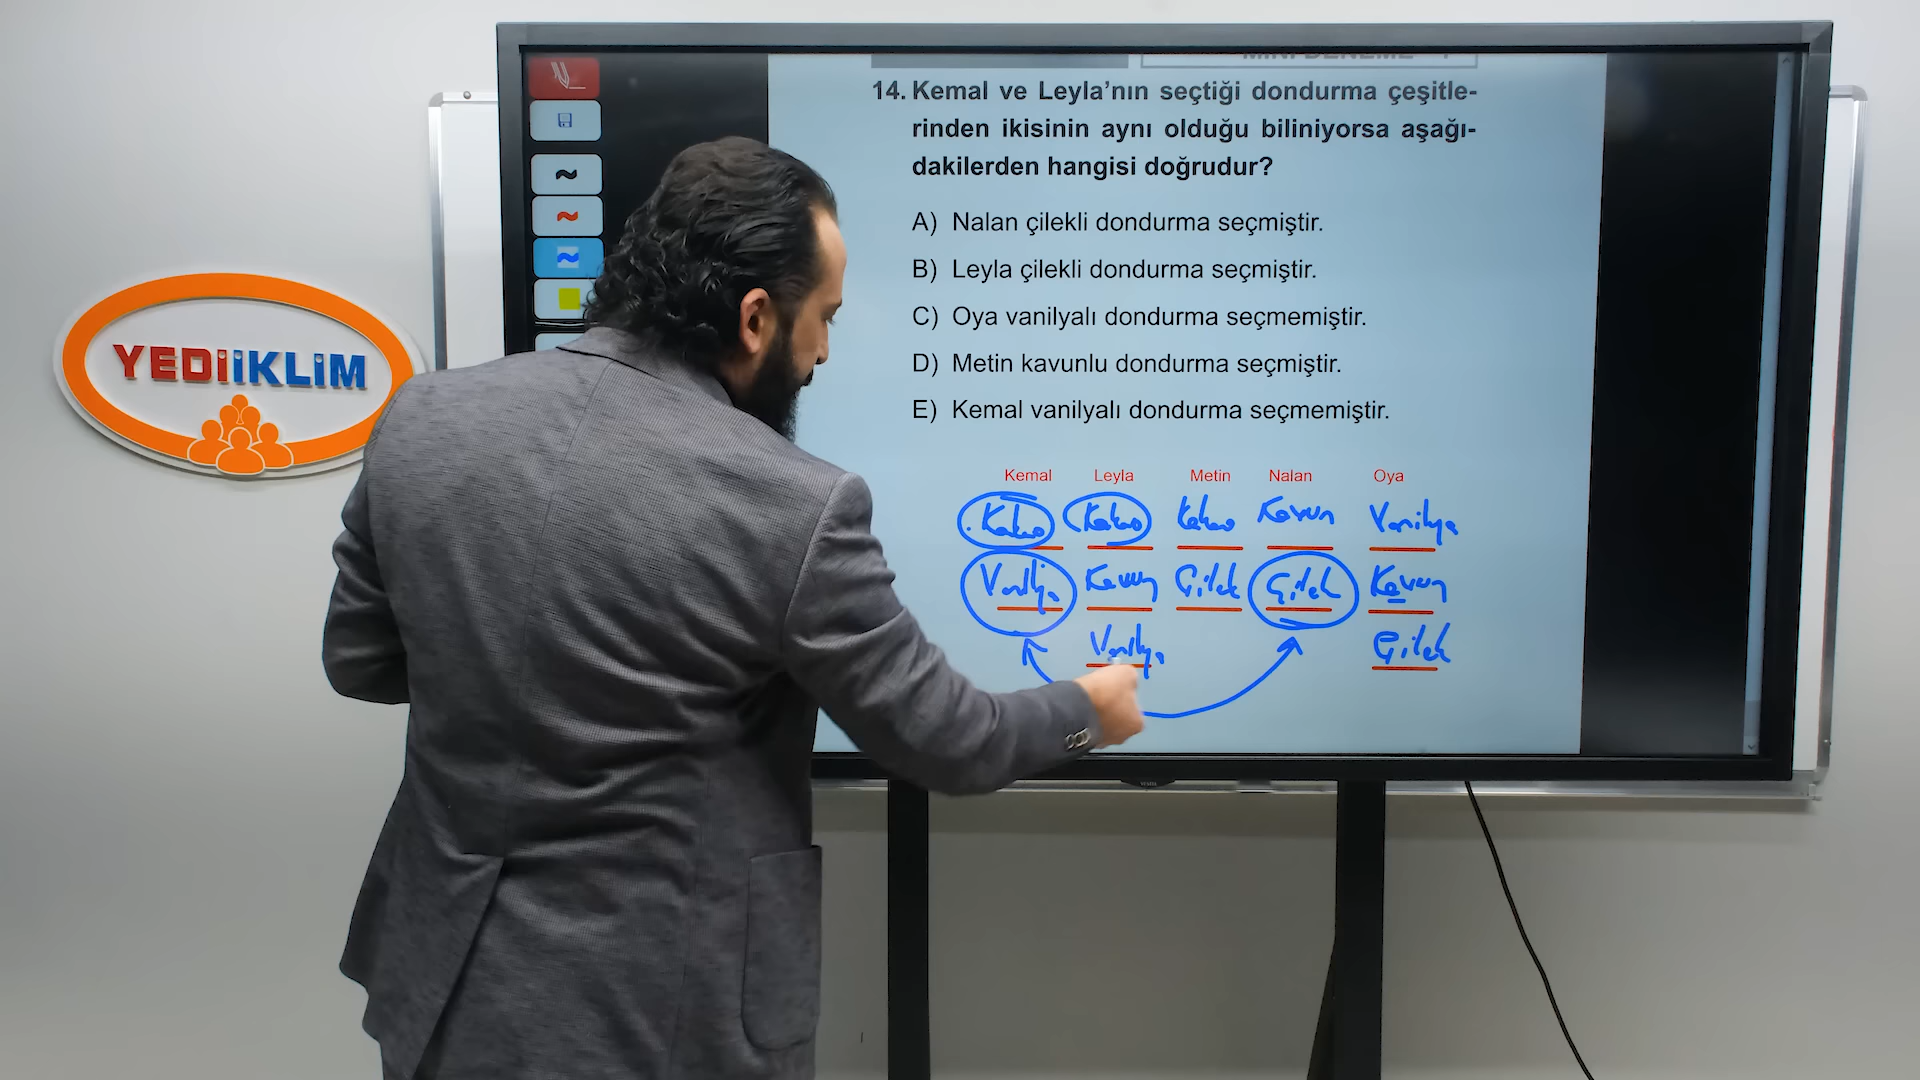 YEDİİKLİM
14. Kemal ve Leyla'nın seçtiği dondurma çeşitle-
rinden ikisinin aynı olduğu biliniyorsa aşağı-
dakilerden hangisi doğrudur?
A) Nalan çilekli dondurma seçmiştir.
B) Leyla çilekli dondurma seçmiştir.
C) Oya vanilyalı dondurma seçmemiştir.
D) Metin kavunlu dondurma seçmiştir.
E) Kemal vanilyalı dondurma seçmemiştir.
Kemal Leyla Metin Nalan Oya
Kakao Kakao Kakao Kavun Vanilya
Vanilya Kavun Çilek Çilek Kavun
Vanilya Çilek